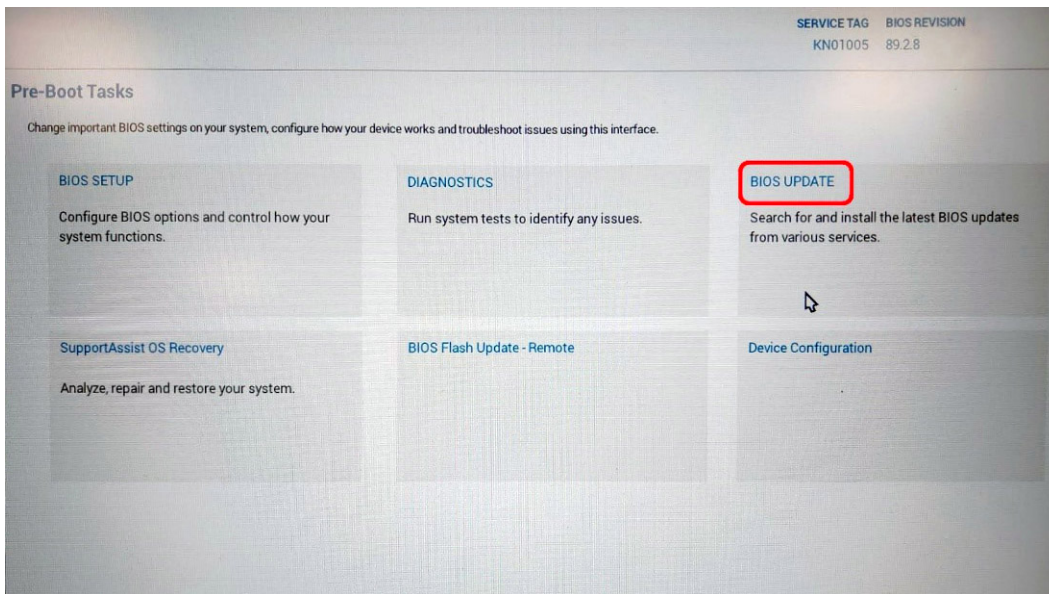 SERVICE TAG BIOS REVISION
KN01005 89.2.8
Pre-Boot Tasks
Change important BIOS settings on your system, configure how your device works and troubleshoot issues using this interface.
BIOS SETUP
Configure BIOS options and control how your
system functions.
DIAGNOSTICS
Run system tests to identify any issues.
BIOS UPDATE
Search for and install the latest BIOS updates
from various services.
SupportAssist OS Recovery
Analyze, repair and restore your system.
BIOS Flash Update - Remote
Device Configuration